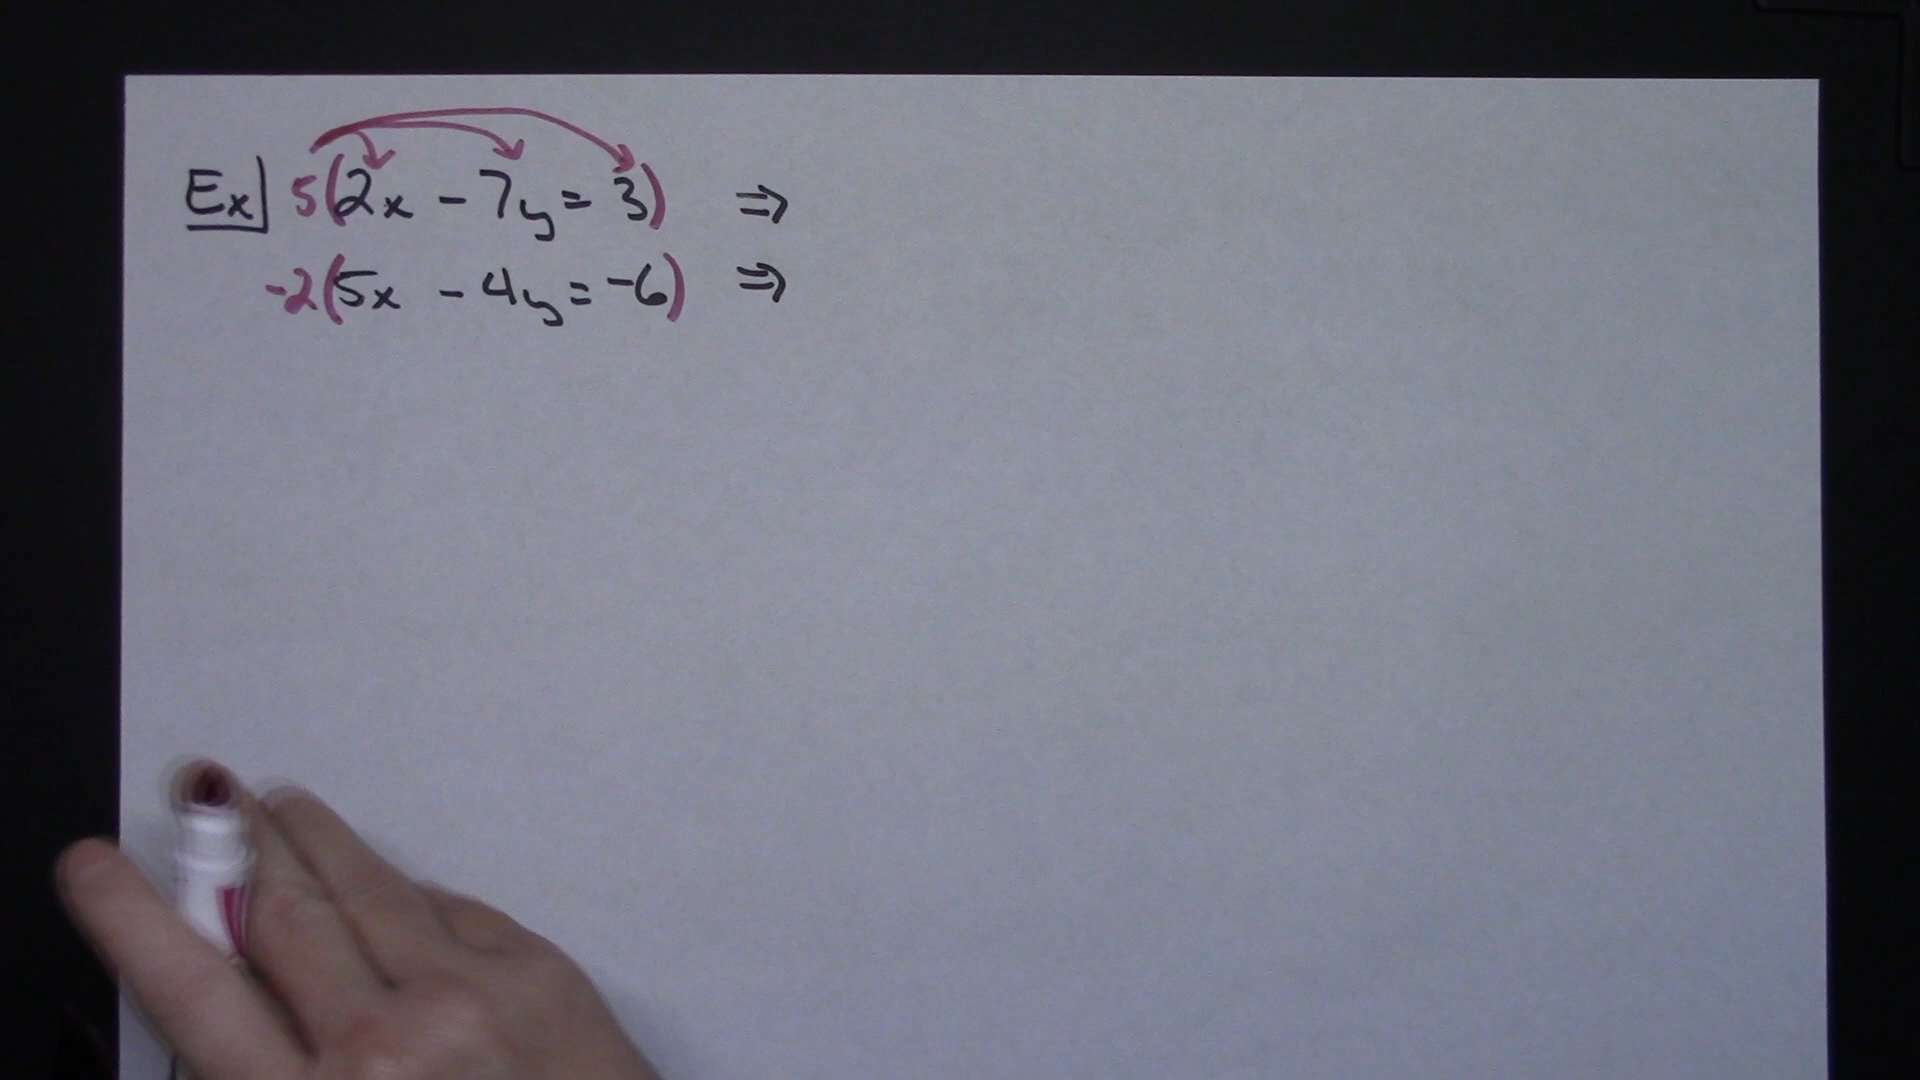 Ex] 5(2x - 7y = 3) ⇒
-2(5x - 4y = -6) ⇒